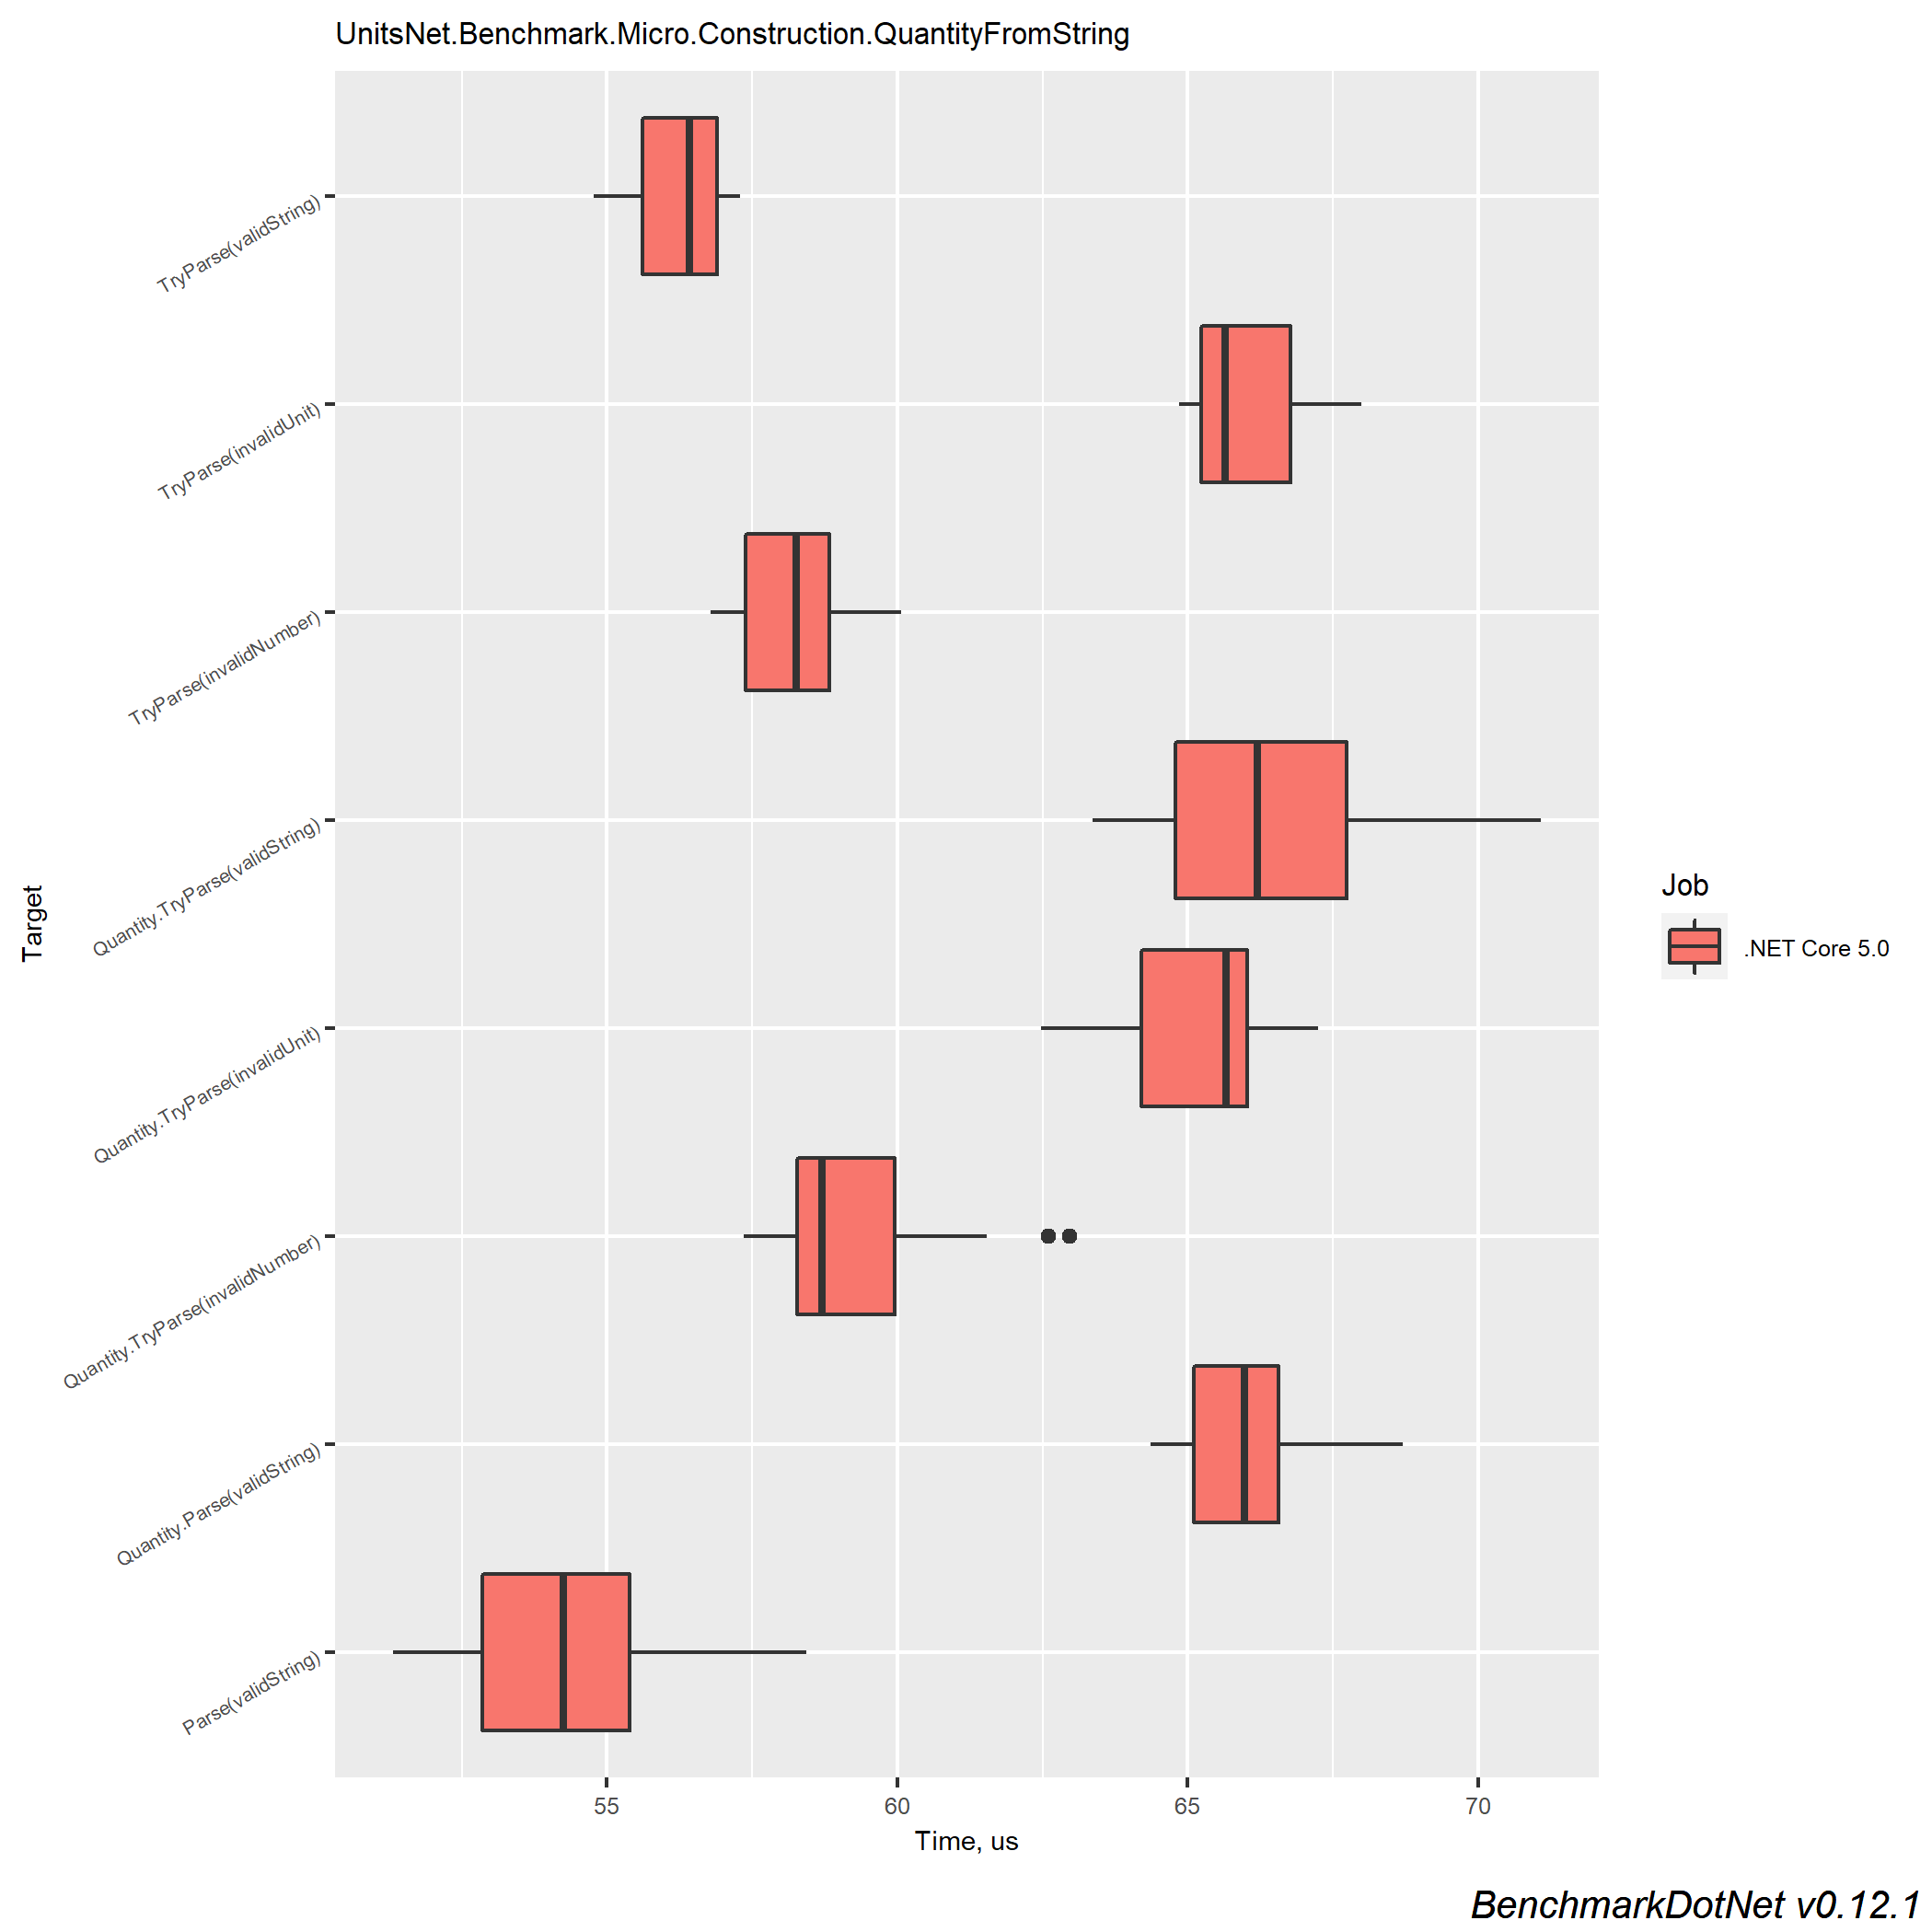 UnitsNet.Benchmark.Micro.Construction.QuantityFromString
TryParse(validString)
TryParse(invalidUnit)
TryParse(invalidNumber)
Quantity.TryParse(validString)
Quantity.TryParse(invalidUnit)
Quantity.TryParse(invalidNumber)
Quantity.Parse(validString)
Parse(validString)
Target
55 60 65 70
Time, us
Job
.NET Core 5.0
BenchmarkDotNet v0.12.1